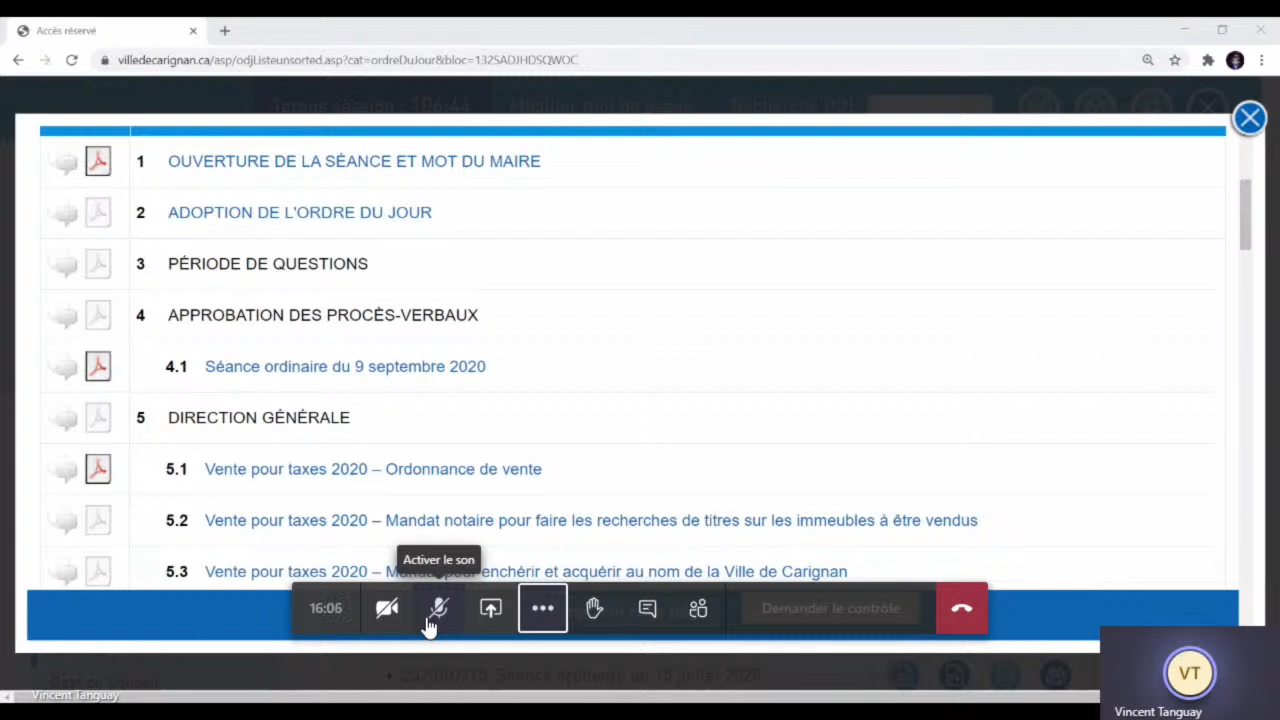 Accès réservé
villedecarignan.ca/asp/odjListeunsorted.asp?cat=ordreDuJour&bloc=132SADJHDSQWOC
1 OUVERTURE DE LA SÉANCE ET MOT DU MAIRE
2 ADOPTION DE L'ORDRE DU JOUR
3 PÉRIODE DE QUESTIONS
4 APPROBATION DES PROCÈS-VERBAUX
4.1 Séance ordinaire du 9 septembre 2020
5 DIRECTION GÉNÉRALE
5.1 Vente pour taxes 2020 – Ordonnance de vente
5.2 Vente pour taxes 2020 – Mandat notaire pour faire les recherches de titres sur les immeubles à être vendus
Activer le son
5.3 Vente pour taxes 2020 – Mandat pour enchérir et acquérir au nom de la Ville de Carignan
16:06 Demander le contrôle
VT
Vincent Tanguay
Vincent Tanguay